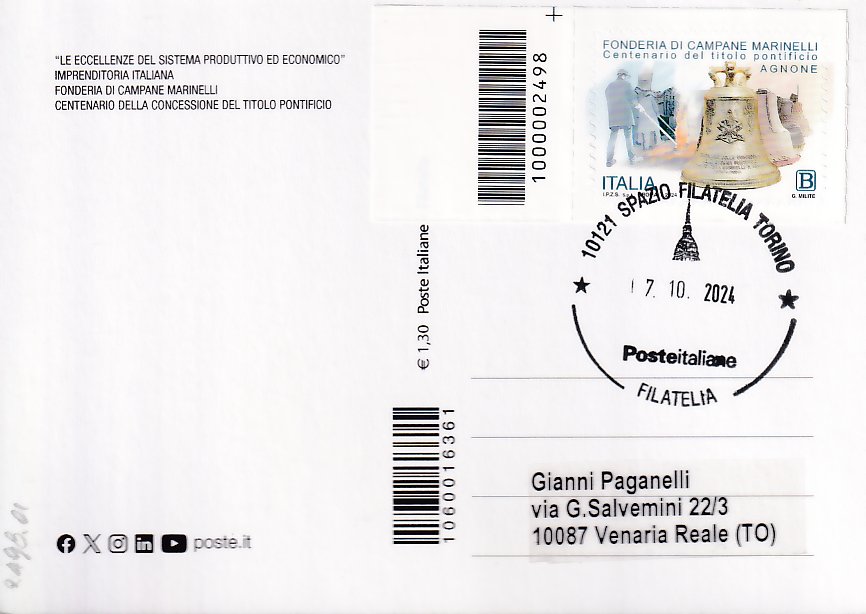 "LE ECCELLENZE DEL SISTEMA PRODUTTIVO ED ECONOMICO"
IMPRENDITORIA ITALIANA
FONDERIA DI CAMPANE MARINELLI
CENTENARIO DELLA CONCESSIONE DEL TITOLO PONTIFICIO
1000002498
FONDERIA DI CAMPANE MARINELLI
Centenario del titolo pontificio
AGNONE
ITALIA
B
G. MILITE
10121 SPAZIO FILATELIA TORINO
17. 10. 2024
Posteitaliane
FILATELIA
€ 1,30 Poste Italiane
1060016361
Gianni Paganelli
via G.Salvemini 22/3
10087 Venaria Reale (TO)
poste.it